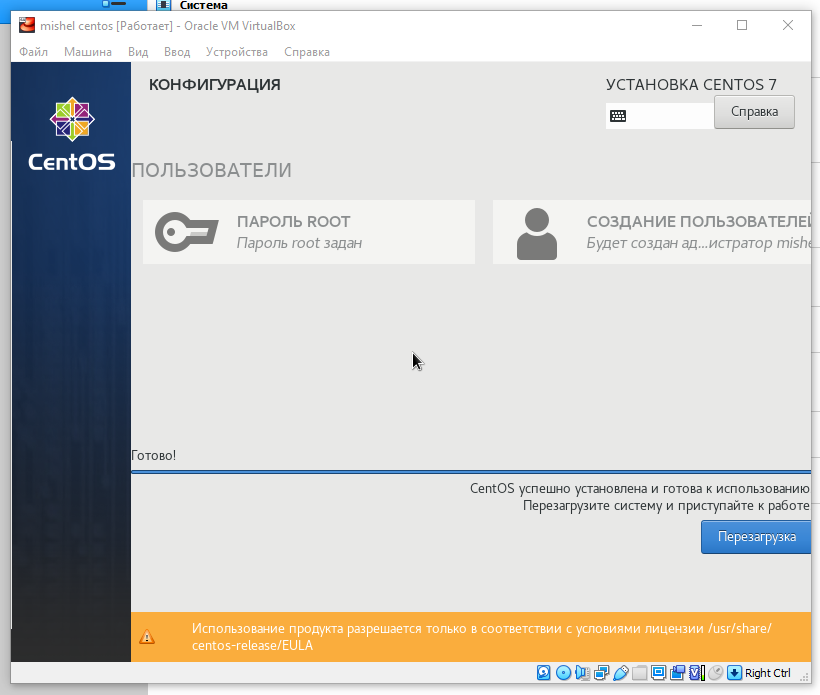 Система
mishel centos [Работает] - Oracle VM VirtualBox
Файл Машина Вид Ввод Устройства Справка
КОНФИГУРАЦИЯ
УСТАНОВКА CENTOS 7
Справка
CentOS
ПОЛЬЗОВАТЕЛИ
ПАРОЛЬ ROOT
Пароль root задан
СОЗДАНИЕ ПОЛЬЗОВАТЕЛЕЙ
Будет создан ад...истратор mishe
Готово!
CentOS успешно установлена и готова к использованию
Перезагрузите систему и приступайте к работе
Перезагрузка
Использование продукта разрешается только в соответствии с условиями лицензии /usr/share/
centos-release/EULA
Right Ctrl